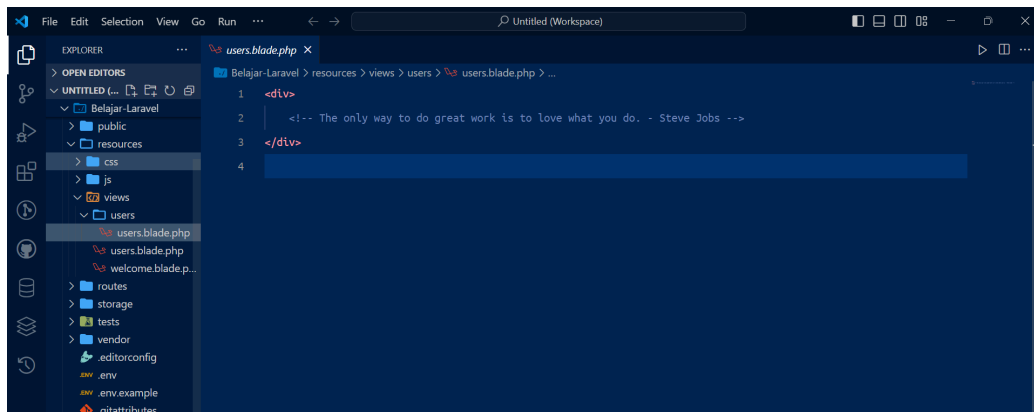 File Edit Selection View Go Run ··· Untitled (Workspace)
EXPLORER ···
OPEN EDITORS
UNTITLED (...
Belajar-Laravel
public
resources
css
js
views
users
users.blade.php
users.blade.php
welcome.blade.p...
routes
storage
tests
vendor
.editorconfig
.ENV .env
.ENV .env.example
.gitattributes
users.blade.php
Belajar-Laravel > resources > views > users > users.blade.php > ...
1 <div>
2 <!-- The only way to do great work is to love what you do. - Steve Jobs -->
3 </div>
4